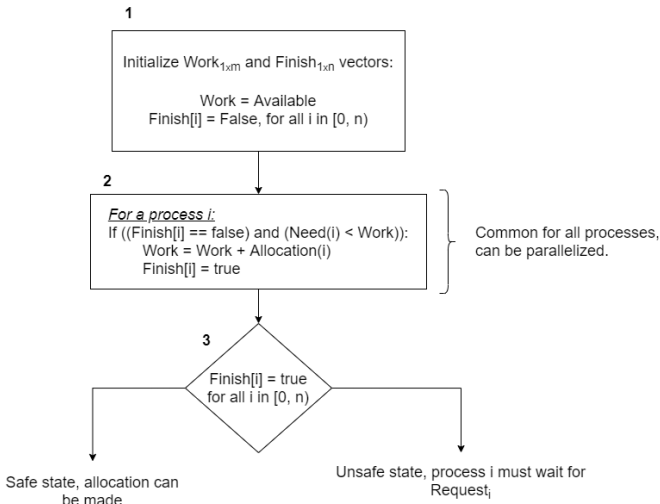 1
Initialize Work1xm and Finish1xn vectors:
Work = Available
Finish[i] = False, for all i in [0, n)
2
For a process i:
If ((Finish[i] == false) and (Need(i) < Work)):
Work = Work + Allocation(i)
Finish[i] = true
Common for all processes,
can be parallelized.
3
Finish[i] = true
for all i in [0, n)
Safe state, allocation can
be made
Unsafe state, process i must wait for
Requesti